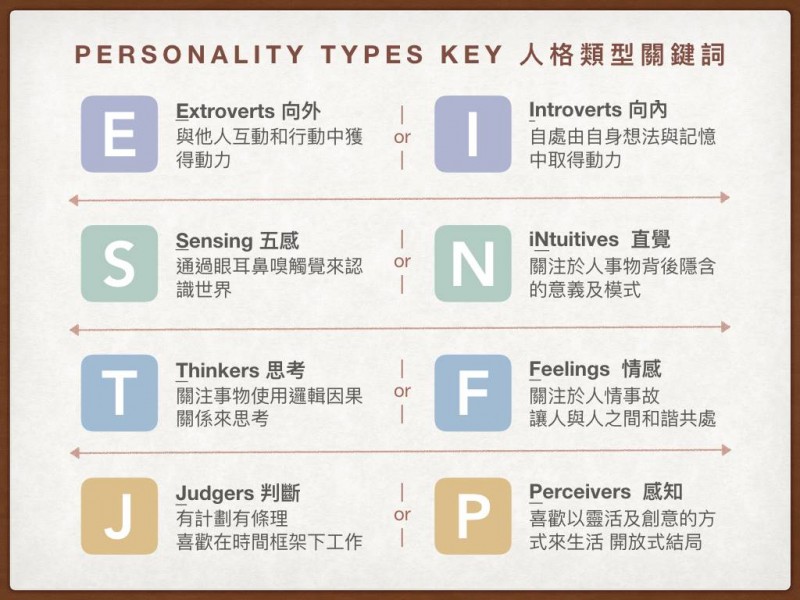 PERSONALITY TYPES KEY 人格類型關鍵詞
E
Extroverts 向外
與他人互動和行動中獲
得動力
or
I
Introverts 向內
自處由自身想法與記憶
中取得動力
S
Sensing 五感
通過眼耳鼻嗅觸覺來認
識世界
or
N
iNtuitives 直覺
關注於人事物背後隱含
的意義及模式
T
Thinkers 思考
關注事物使用邏輯因果
關係來思考
or
F
Feelings 情感
關注於人情事故
讓人與人之間和諧共處
J
Judgers 判斷
有計劃有條理
喜歡在時間框架下工作
or
P
Perceivers 感知
喜歡以靈活及創意的方
式來生活 開放式結局